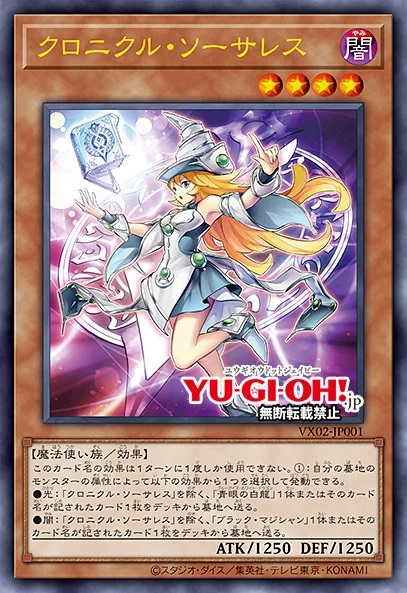 クロニクル・ソーサレス
やみ
闇
ユウギオウドットジェイピー
YU-GI-OH!.jp
無断転載禁止
VX02-JP001
【魔法使い族/効果】
このカード名の効果は1ターンに1度しか使用できない。①:自分の墓地の
モンスターの属性によって以下の効果から1つを選択して発動できる。
●光:「クロニクル・ソーサレス」を除く、「青眼の白龍」1体またはそのカード
名が記されたカード1枚をデッキから墓地へ送る。
●闇:「クロニクル・ソーサレス」を除く、「ブラック・マジシャン」1体またはそ
のカード名が記されたカード1枚をデッキから墓地へ送る。
ATK/1250 DEF/1250
©スタジオ・ダイス/集英社・テレビ東京・KONAMI